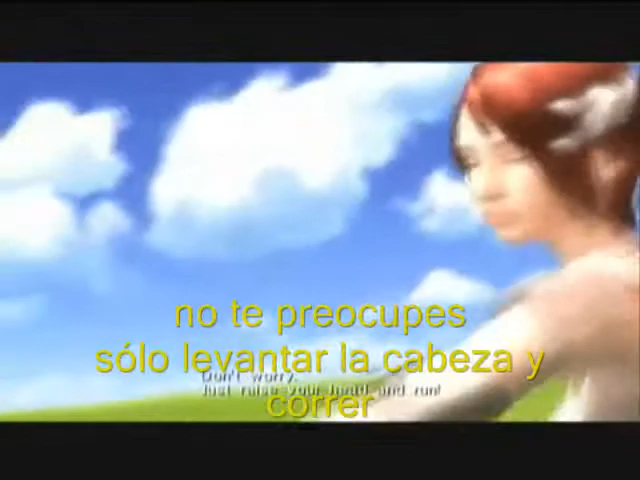 no te preocupes
sólo levantar la cabeza y
Don't worry.
Just raise your head and run!
correr